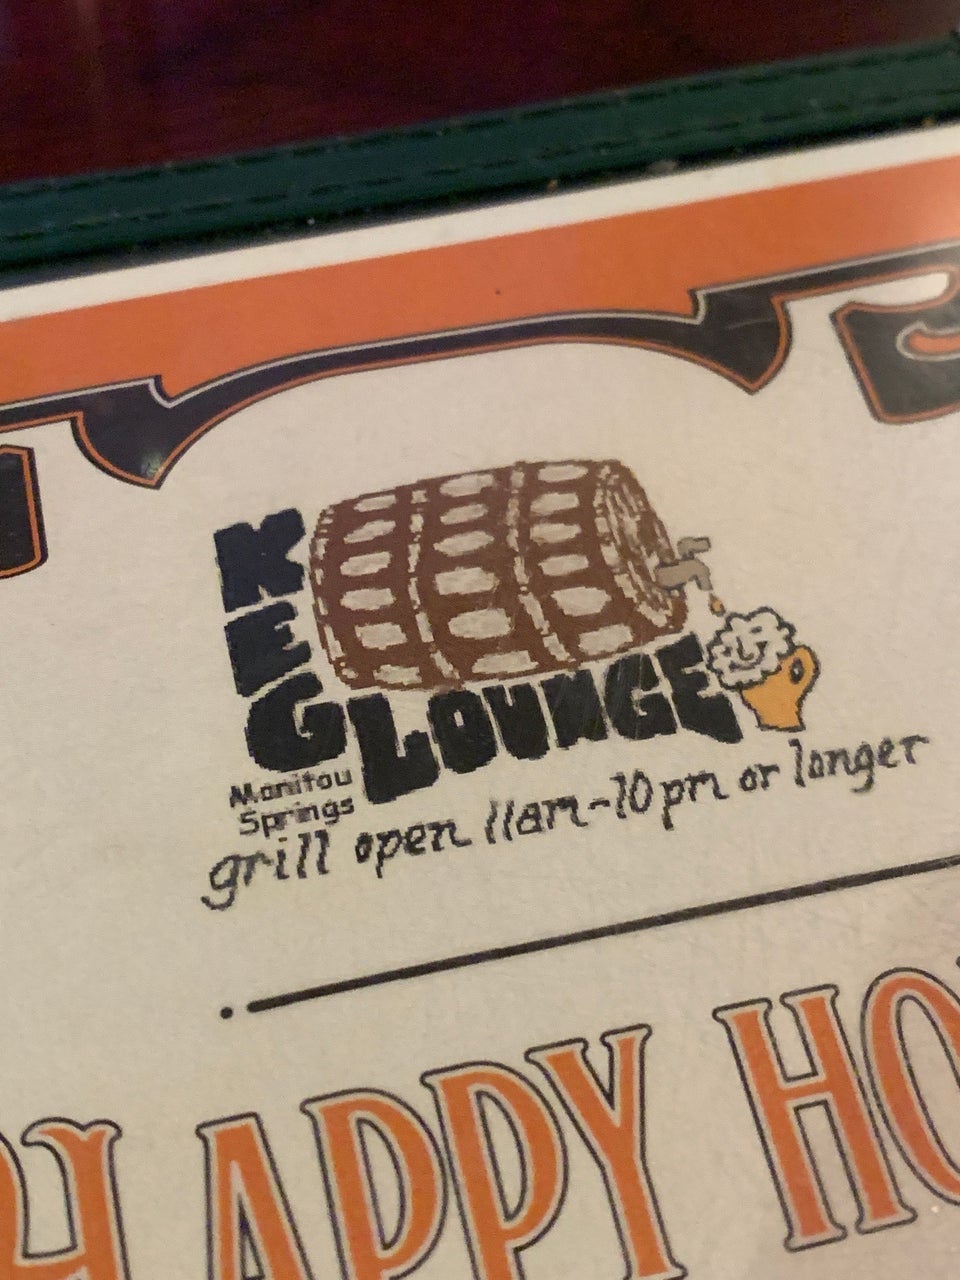 KEG
LOUNGE
Manitou
Springs
grill open 11am-10pm or longer
HAPPY HO